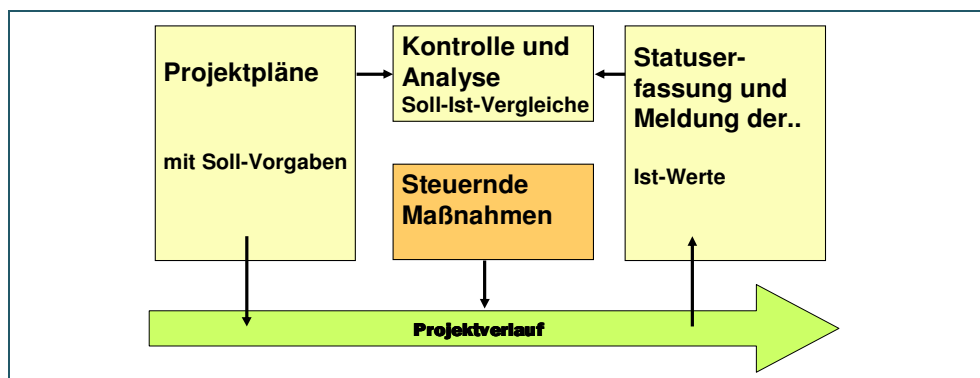 Projektpläne
mit Soll-Vorgaben
Kontrolle und
Analyse
Soll-Ist-Vergleiche
Steuernde
Maßnahmen
Statuser-
fassung und
Meldung der..
Ist-Werte
Projektverlauf